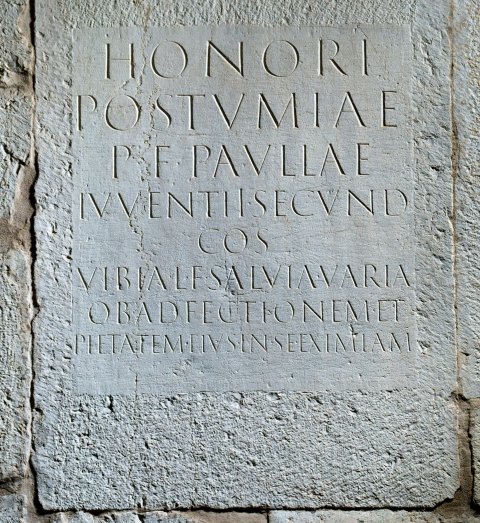 HONORI
POSTVMIAE
P·F·PAVLLAE
IVVENTII·SECVND
COS
VIBIA·L·F·SALVIA·VARIA
OB·ADFECTIONEM·ET
PIETATEM·EIVS·IN·SE·EXIMIAM